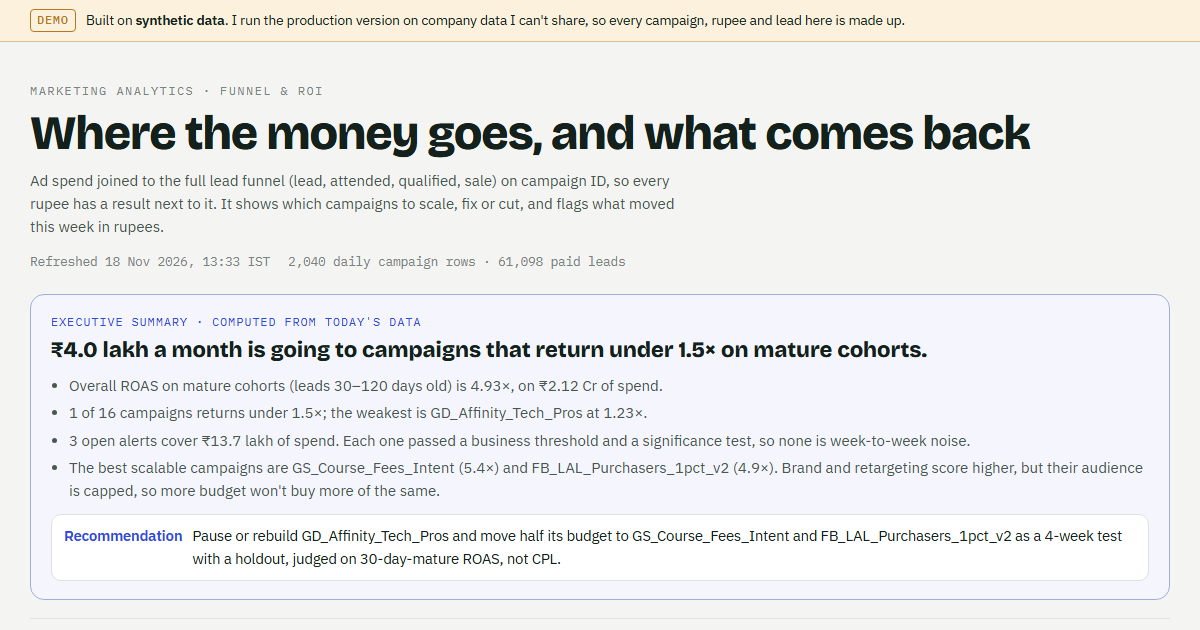 DEMO Built on synthetic data. I run the production version on company data I can't share, so every campaign, rupee and lead here is made up.
MARKETING ANALYTICS · FUNNEL & ROI
Where the money goes, and what comes back
Ad spend joined to the full lead funnel (lead, attended, qualified, sale) on campaign ID, so every
rupee has a result next to it. It shows which campaigns to scale, fix or cut, and flags what moved
this week in rupees.
Refreshed 18 Nov 2026, 13:33 IST 2,040 daily campaign rows · 61,098 paid leads
EXECUTIVE SUMMARY · COMPUTED FROM TODAY'S DATA
₹4.0 lakh a month is going to campaigns that return under 1.5× on mature cohorts.
• Overall ROAS on mature cohorts (leads 30–120 days old) is 4.93×, on ₹2.12 Cr of spend.
• 1 of 16 campaigns returns under 1.5×; the weakest is GD_Affinity_Tech_Pros at 1.23×.
• 3 open alerts cover ₹13.7 lakh of spend. Each one passed a business threshold and a significance test, so none is week-to-week noise.
• The best scalable campaigns are GS_Course_Fees_Intent (5.4×) and FB_LAL_Purchasers_1pct_v2 (4.9×). Brand and retargeting score higher, but their audience
is capped, so more budget won't buy more of the same.
Recommendation Pause or rebuild GD_Affinity_Tech_Pros and move half its budget to GS_Course_Fees_Intent and FB_LAL_Purchasers_1pct_v2 as a 4-week test
with a holdout, judged on 30-day-mature ROAS, not CPL.